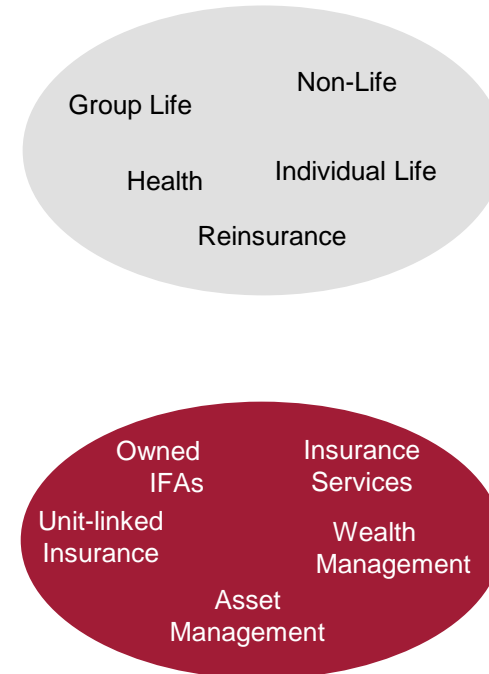 Non-Life
Group Life
Individual Life
Health
Reinsurance
Owned
IFAs
Insurance
Services
Unit-linked
Insurance
Wealth
Management
Asset
Management